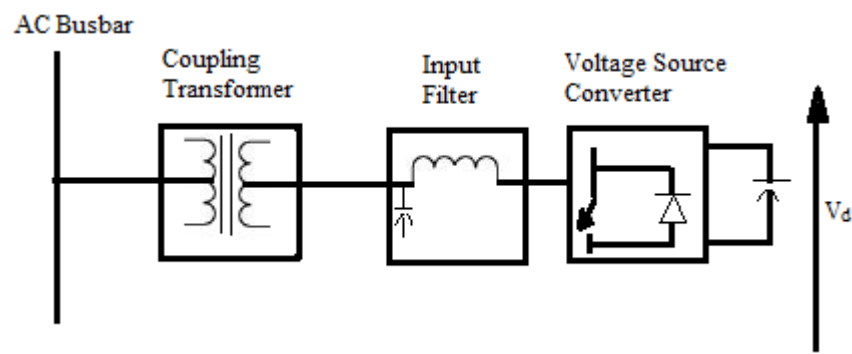 AC Busbar
Coupling
Transformer
Input
Filter
Voltage Source
Converter
Vd